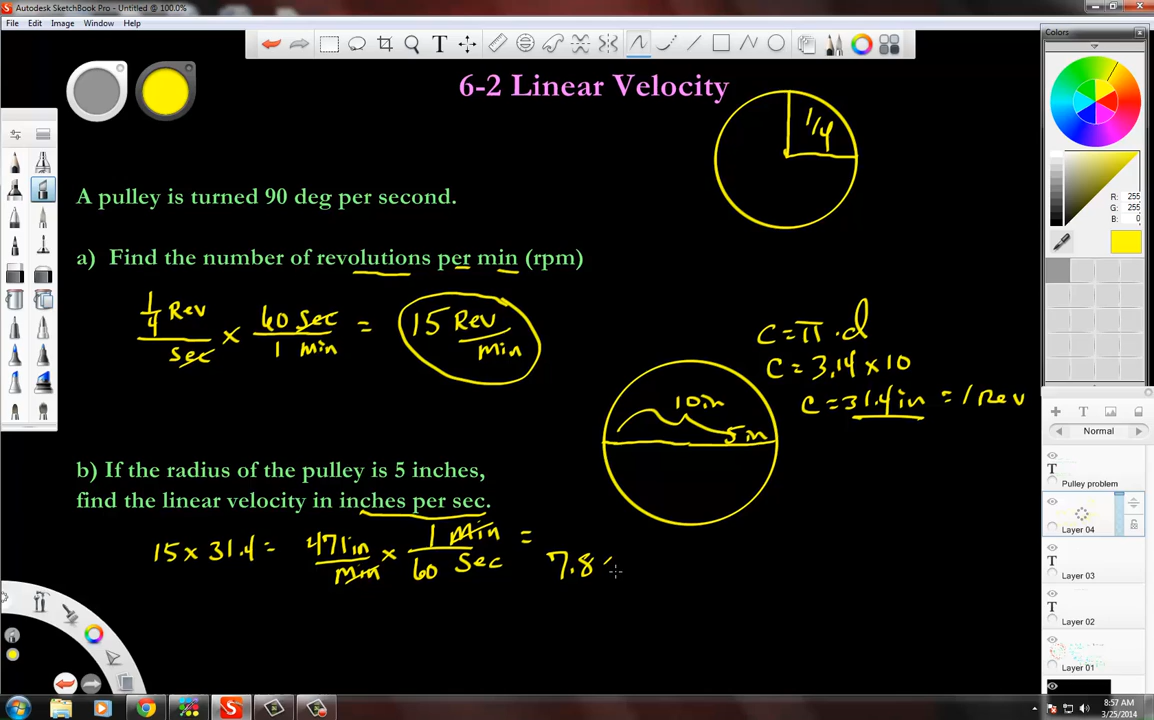 Autodesk SketchBook Pro - Untitled @ 100.0%
File Edit Image Window Help
T
Colors
6-2 Linear Velocity
1/4
A pulley is turned 90 deg per second.
R: 255
G: 255
B: 0
a) Find the number of revolutions per min (rpm)
1/4 Rev / sec x 60 sec / 1 min = 15 Rev / min
C = π . d
C = 3.14 x 10
C = 31.4 in = 1 Rev
10in
5 in
Normal
b) If the radius of the pulley is 5 inches,
find the linear velocity in inches per sec.
15 x 31.4 = 471in / min x 1 min / 60 Sec =
7.8
T
Pulley problem
Layer 04
T
Layer 03
T
Layer 02
Layer 01
8:57 AM
3/25/2014